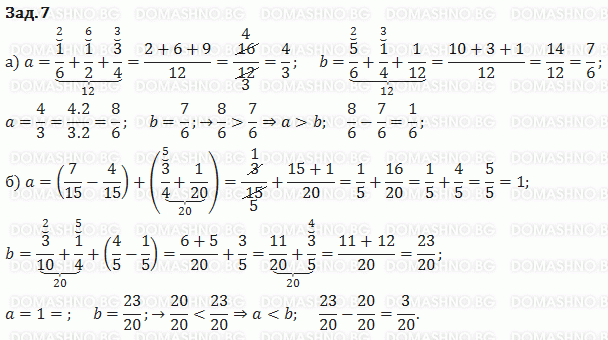 Зад.7
а) a = 1/6 + 1/2 + 3/4 = (2 + 6 + 9)/12 = 16/12 = 4/3; b = 5/6 + 1/4 + 1/12 = (10 + 3 + 1)/12 = 14/12 = 7/6;
a = 4/3 = 4.2/3.2 = 8/6; b = 7/6; → 8/6 > 7/6 ⇒ a > b; 8/6 − 7/6 = 1/6;
б) a = (7/15 − 4/15) + (3/4 + 1/20) = 3/15 + (15 + 1)/20 = 1/5 + 16/20 = 1/5 + 4/5 = 5/5 = 1;
b = 3/10 + 1/4 + (4/5 − 1/5) = (6 + 5)/20 + 3/5 = 11/20 + 3/5 = (11 + 12)/20 = 23/20;
a = 1 = ; b = 23/20; → 20/20 < 23/20 ⇒ a < b; 23/20 − 20/20 = 3/20.